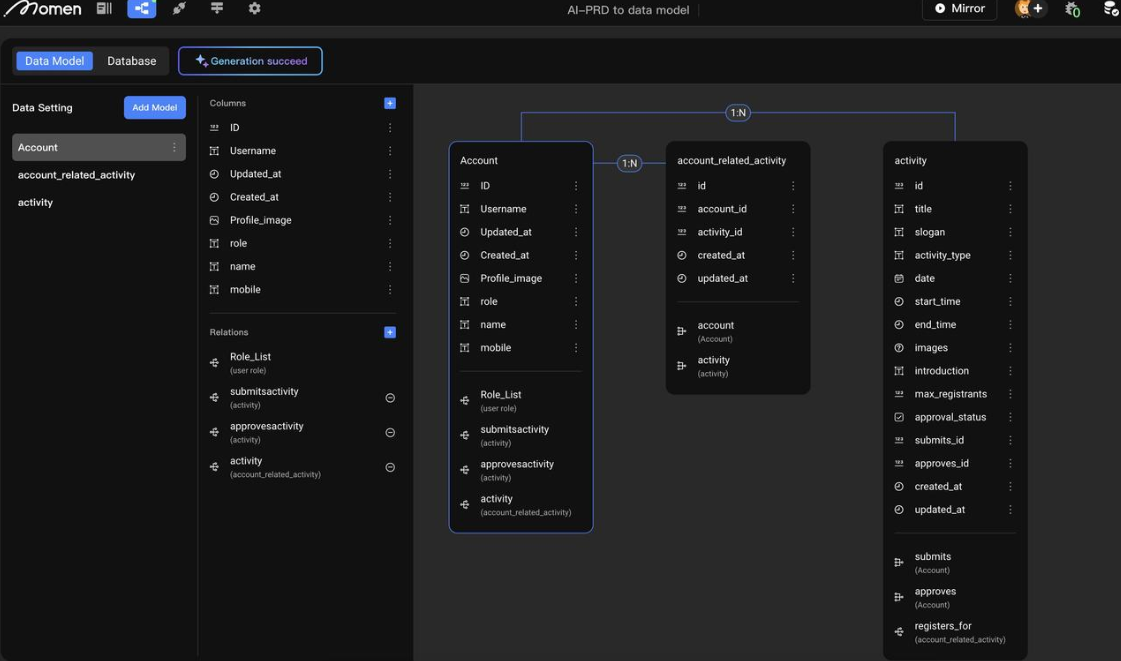 Momen
AI-PRD to data model
Mirror
0
Data Model
Database
Generation succeed
Data Setting
Add Model
Account
account_related_activity
activity
Columns
ID
Username
Updated_at
Created_at
Profile_image
role
name
mobile
Relations
Role_List
(user role)
submitsactivity
(activity)
approvesactivity
(activity)
activity
(account_related_activity)
1:N
1:N
Account
ID
Username
Updated_at
Created_at
Profile_image
role
name
mobile
Role_List
(user role)
submitsactivity
(activity)
approvesactivity
(activity)
activity
(account_related_activity)
account_related_activity
id
account_id
activity_id
created_at
updated_at
account
(Account)
activity
(activity)
activity
id
title
slogan
activity_type
date
start_time
end_time
images
introduction
max_registrants
approval_status
submits_id
approves_id
created_at
updated_at
submits
(Account)
approves
(Account)
registers_for
(account_related_activity)